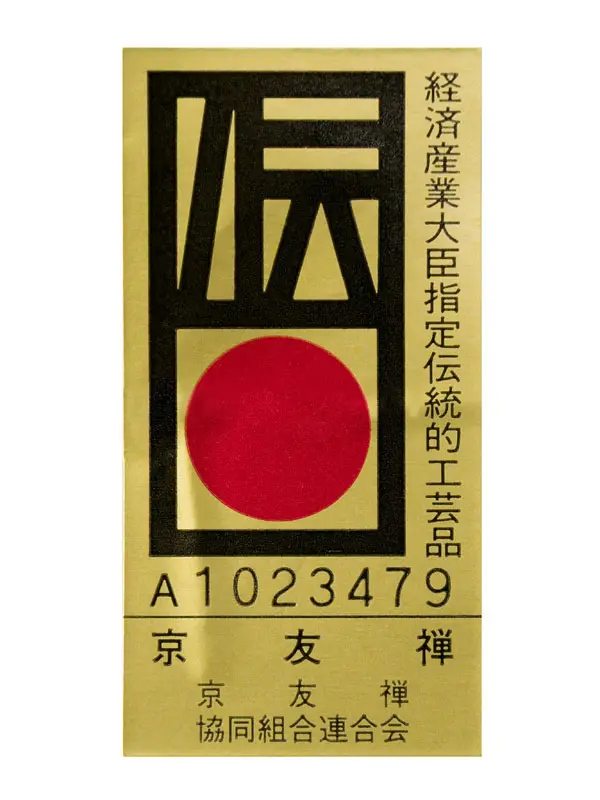 伝
経済産業大臣指定伝統的工芸品
A1023479
京友禅
京友禅
協同組合連合会